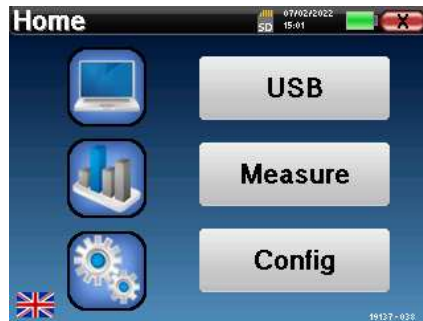 Home
SD
07/02/2022
15:01
X
USB
Measure
Config
19137-038